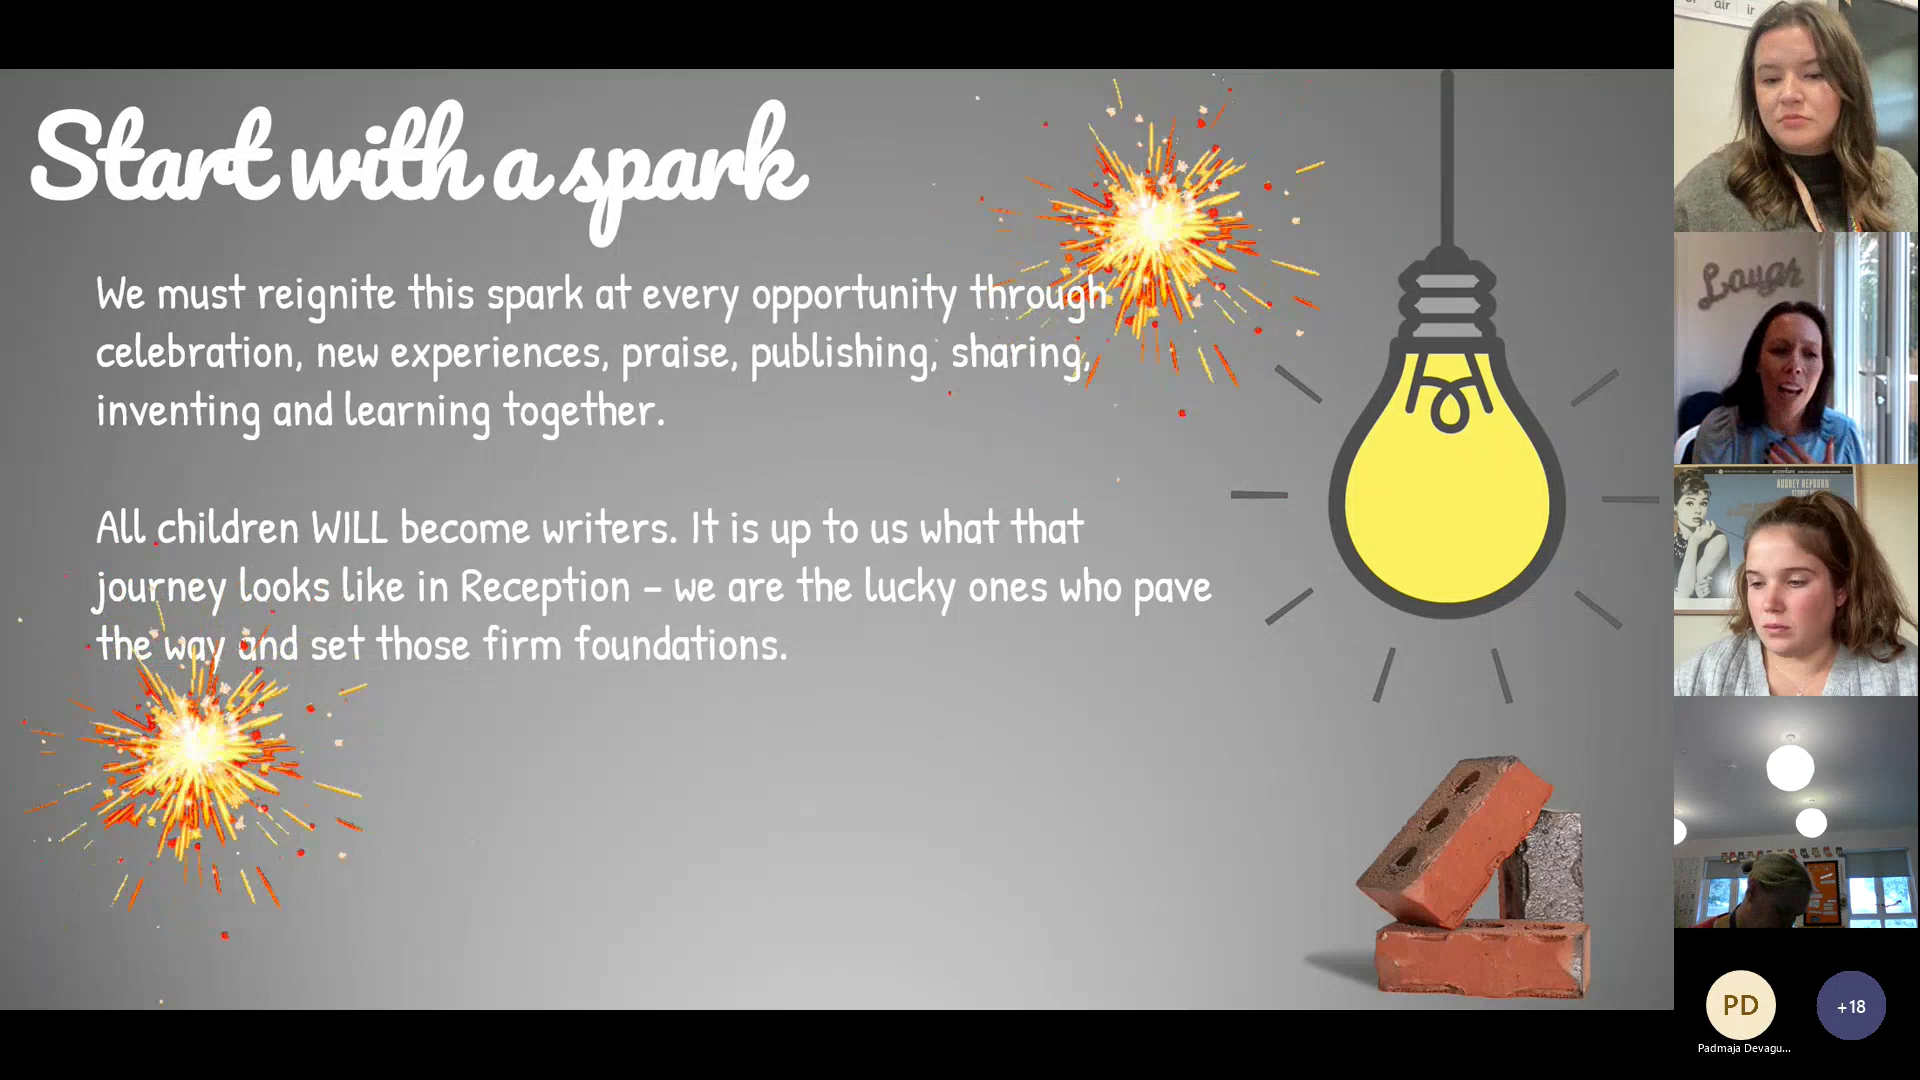 Start with a spark
We must reignite this spark at every opportunity through
celebration, new experiences, praise, publishing, sharing,
inventing and learning together.
All children WILL become writers. It is up to us what that
journey looks like in Reception – we are the lucky ones who pave
the way and set those firm foundations.
air ir
Laugh
accenture
AUDREY HEPBURN
PD
+18
Padmaja Devagu...